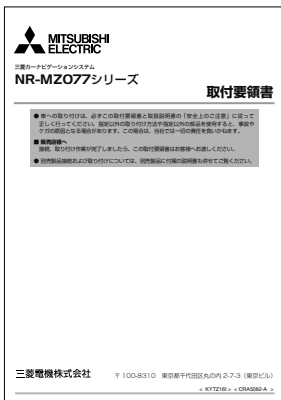 MITSUBISHI
ELECTRIC
三菱カーナビゲーションシステム
NR-MZ077シリーズ
取付要領書
● 車への取り付けは、必ずこの取付要領書と取扱説明書の「安全上のご注意」に従って
正しく行ってください。指定以外の取り付け方法や指定以外の部品を使用すると、事故や
ケガの原因となる場合があります。この場合は、当社では一切の責任を負いかねます。
■ 販売店様へ
接続、取り付け作業が完了しましたら、この取付要領書はお客様へお渡しください。
● 別売製品接続および取り付けについては、別売製品に付属の説明書も併せてご覧ください。
三菱電機株式会社 〒100-8310 東京都千代田区丸の内 2-7-3（東京ビル）
< KYTZ16I > < CRA5082-A >